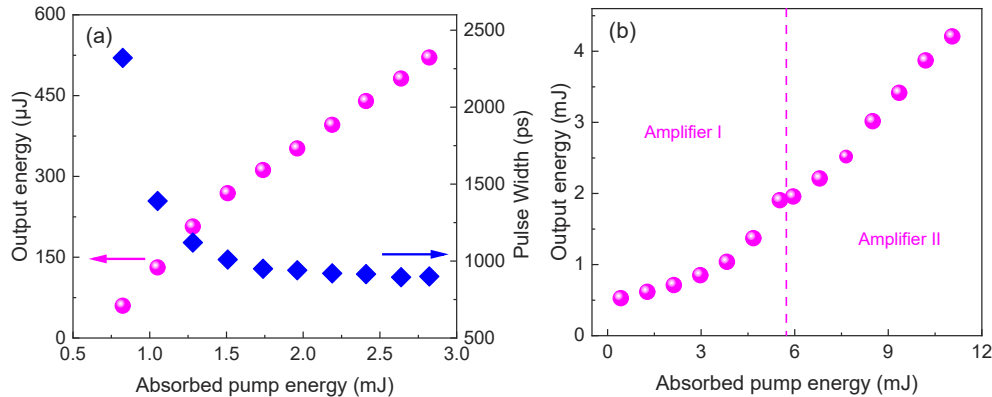 (a)
600
450
300
150
0
Output energy (μJ)
0.5 1.0 1.5 2.0 2.5 3.0
Absorbed pump energy (mJ)
2500
2000
1500
1000
500
Pulse Width (ps)
(b)
4
3
2
1
0
Output energy (mJ)
Amplifier I
Amplifier II
0 3 6 9 12
Absorbed pump energy (mJ)